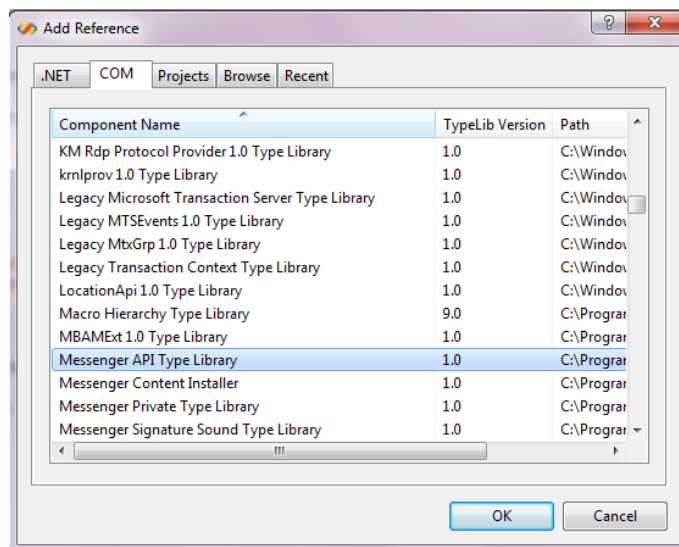 Add Reference
.NET COM Projects Browse Recent
Component Name TypeLib Version Path
KM Rdp Protocol Provider 1.0 Type Library 1.0 C:\Windov
krnlprov 1.0 Type Library 1.0 C:\Windov
Legacy Microsoft Transaction Server Type Library 1.0 C:\Windov
Legacy MTSEvents 1.0 Type Library 1.0 C:\Windov
Legacy MtxGrp 1.0 Type Library 1.0 C:\Windov
Legacy Transaction Context Type Library 1.0 C:\Windov
LocationApi 1.0 Type Library 1.0 C:\Windov
Macro Hierarchy Type Library 9.0 C:\Prograr
MBAMExt 1.0 Type Library 1.0 C:\Prograr
Messenger API Type Library 1.0 C:\Prograr
Messenger Content Installer 1.0 C:\Prograr
Messenger Private Type Library 1.0 C:\Prograr
Messenger Signature Sound Type Library 1.0 C:\Prograr
OK Cancel